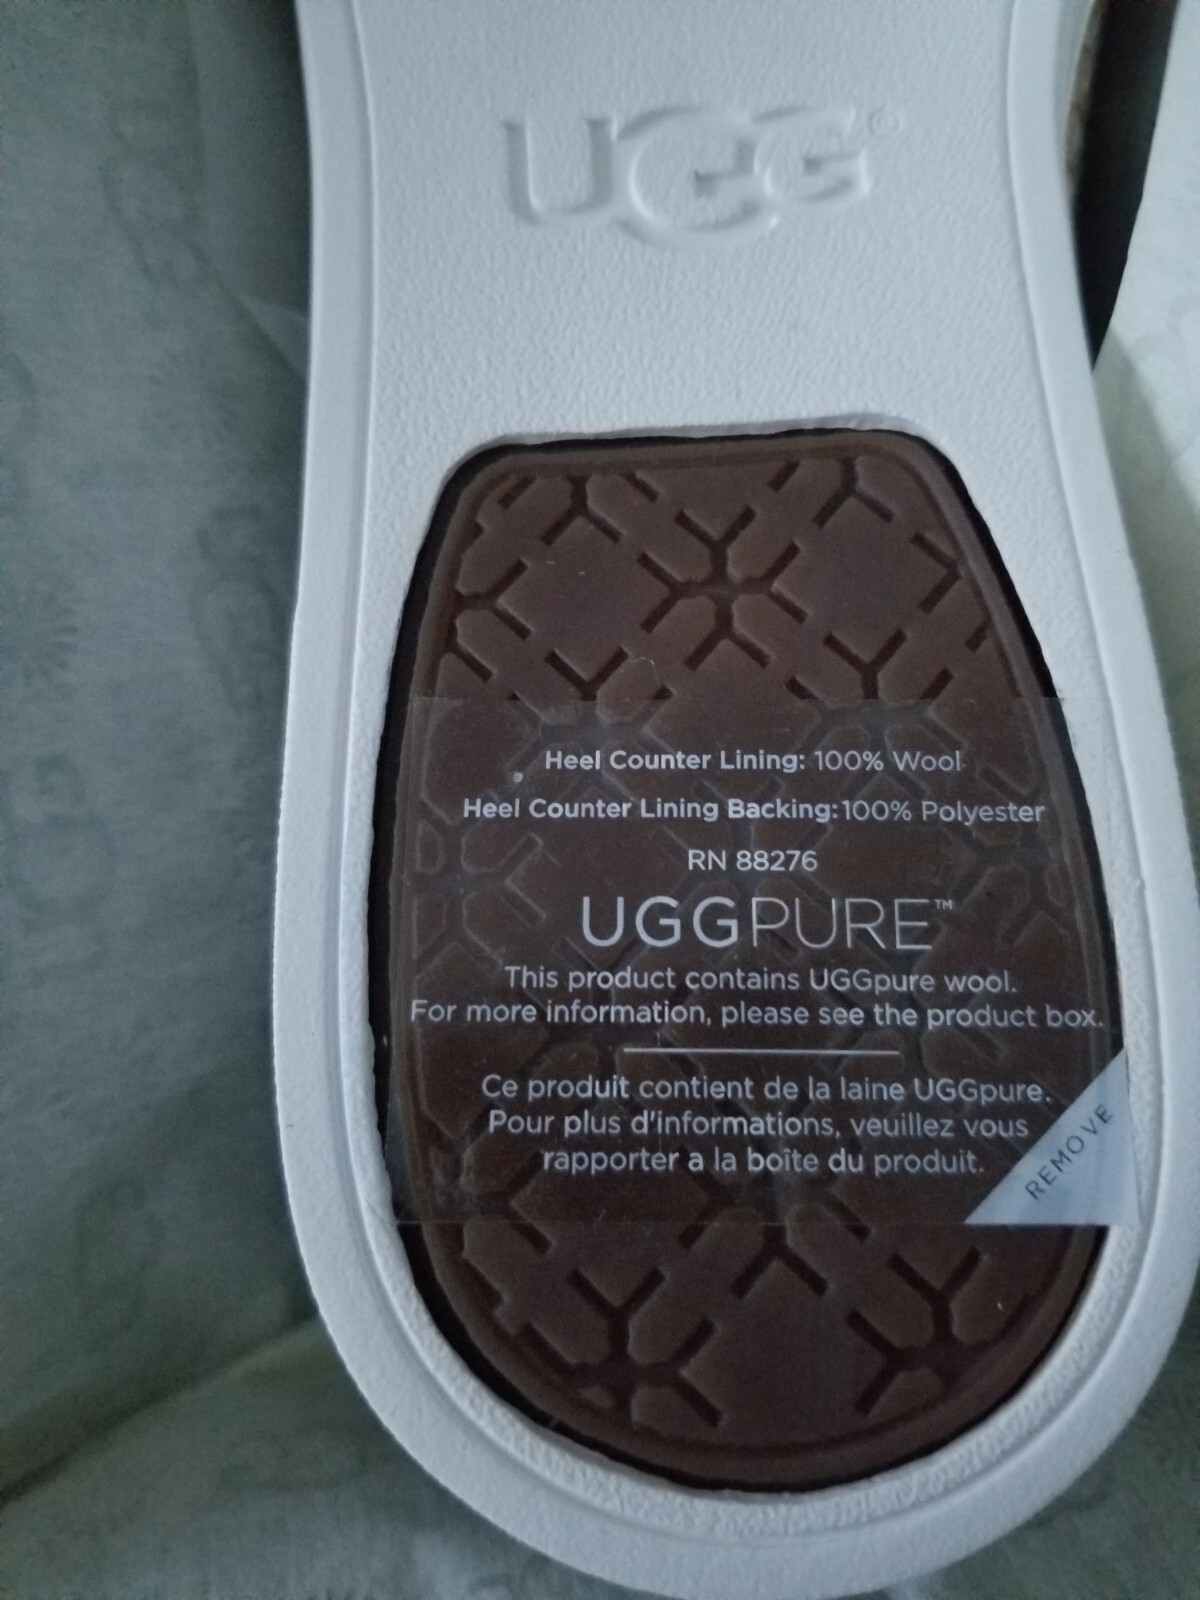 UGG®
Heel Counter Lining: 100% Wool
Heel Counter Lining Backing:100% Polyester
RN 88276
UGGPURE™
This product contains UGGpure wool.
For more information, please see the product box.
Ce produit contient de la laine UGGpure.
Pour plus d'informations, veuillez vous
rapporter a la boîte du produit.
REMOVE